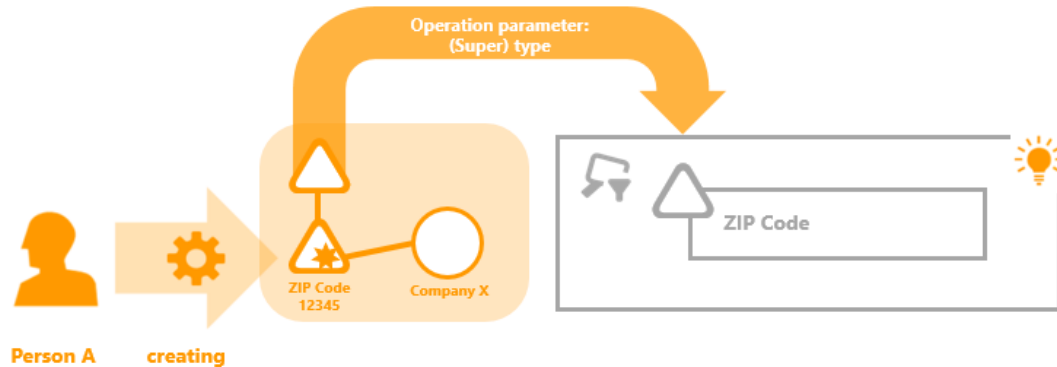 Operation parameter:
(Super) type
ZIP Code
ZIP Code
12345
Company X
Person A
creating